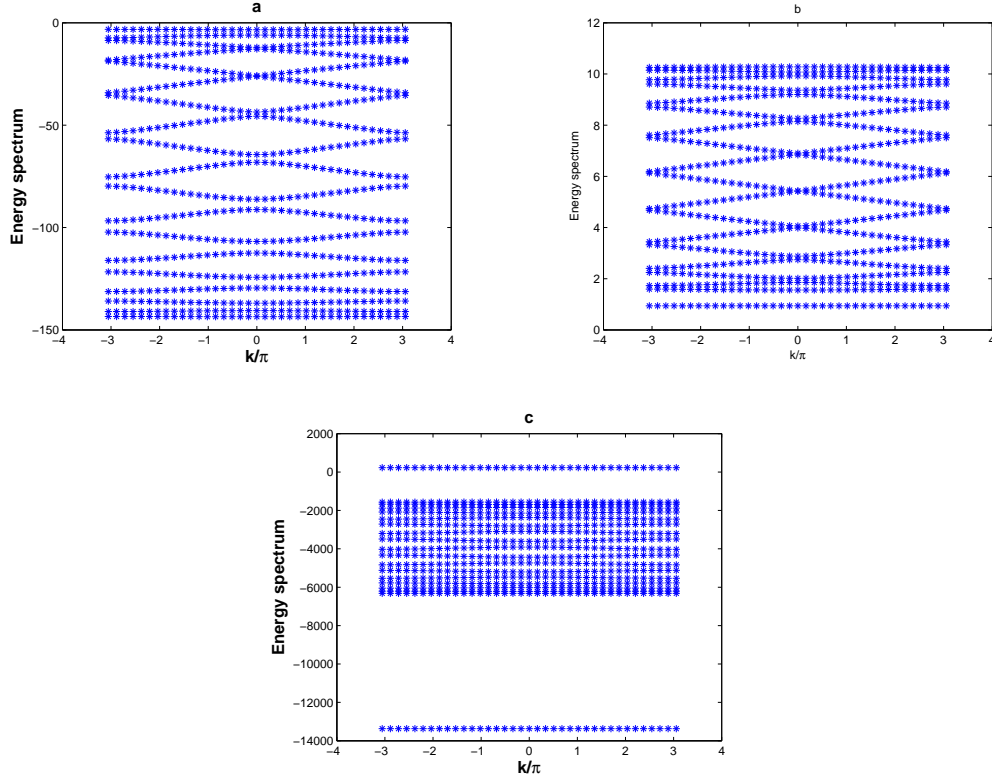 a
Energy spectrum
0
−50
−100
−150
−4 −3 −2 −1 0 1 2 3 4
k/π
b
Energy spectrum
12
10
8
6
4
2
0
−4 −3 −2 −1 0 1 2 3 4
k/π
c
Energy spectrum
2000
0
−2000
−4000
−6000
−8000
−10000
−12000
−14000
−4 −3 −2 −1 0 1 2 3 4
k/π